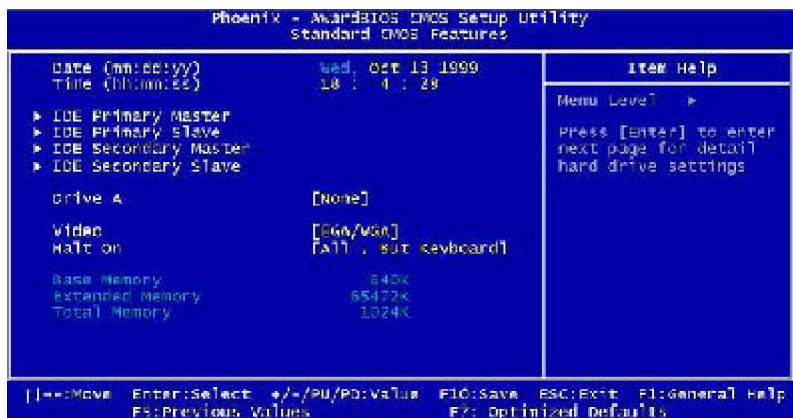 Phoenix - AwardBIOS CMOS Setup Utility
Standard CMOS Features
Date (mm:dd:yy) Wed, Oct 13 1999
Time (hh:mm:ss) 18 : 4 : 29
IDE Primary Master
IDE Primary Slave
IDE Secondary Master
IDE Secondary Slave
Drive A [None]
Video [EGA/VGA]
Halt On [All , But Keyboard]
Base Memory 640K
Extended Memory 65472K
Total Memory 1024K
Item Help
Menu Level
Press [Enter] to enter
next page for detail
hard drive settings
:Move Enter:Select +/-/PU/PD:Value F10:Save ESC:Exit F1:General Help
F5:Previous Values F7: Optimized Defaults